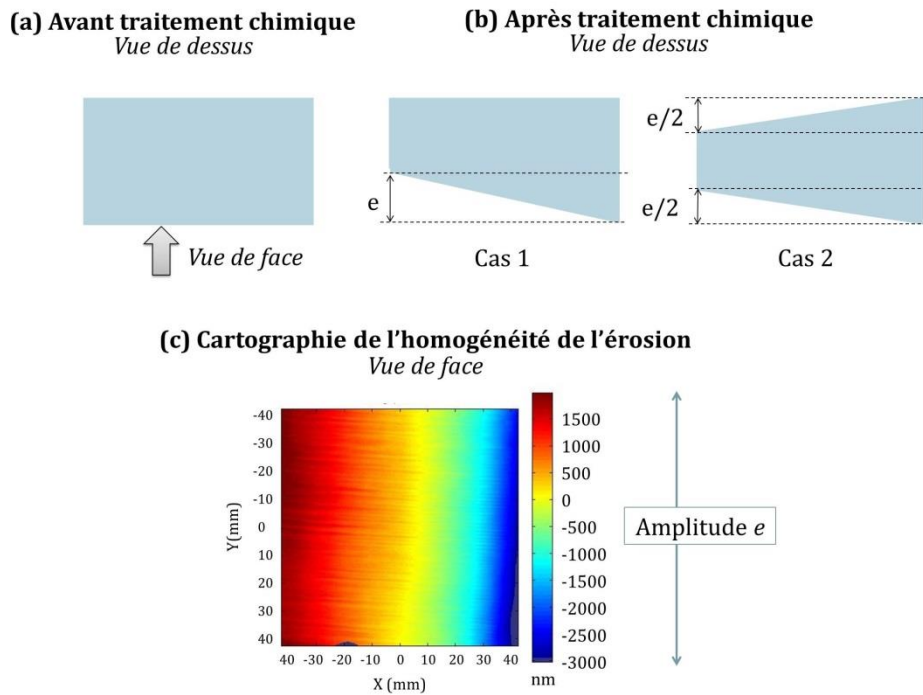 (a) Avant traitement chimique
Vue de dessus
(b) Après traitement chimique
Vue de dessus
e/2
e
e/2
Vue de face
Cas 1
Cas 2
(c) Cartographie de l'homogénéité de l'érosion
Vue de face
-40
-30
-20
-10
0
10
20
30
40
Y(mm)
40 -30 -20 -10 0 10 20 30 40
X (mm)
1500
1000
500
0
-500
-1000
-1500
-2000
-2500
-3000
nm
Amplitude e